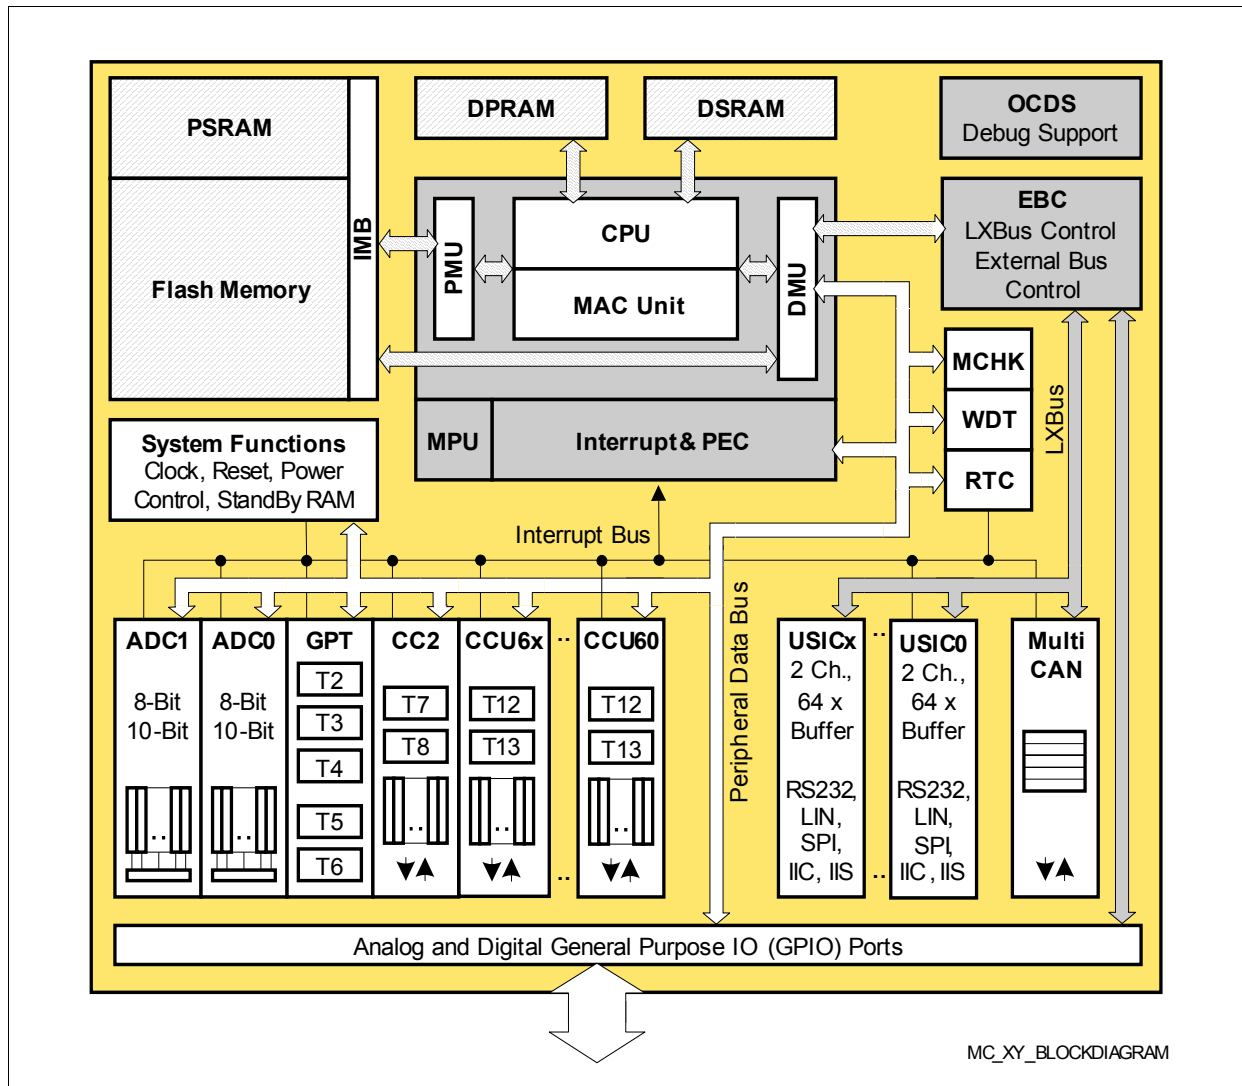 PSRAM
DPRAM
DSRAM
OCDS
Debug Support
Flash Memory
IMB
PMU
CPU
MAC Unit
DMU
EBC
LXBus Control
External Bus
Control
MCHK
WDT
RTC
LXBus
MPU
Interrupt & PEC
System Functions
Clock, Reset, Power
Control, StandBy RAM
Interrupt Bus
Peripheral Data Bus
ADC1
8-Bit
10-Bit
..
ADC0
8-Bit
10-Bit
..
GPT
T2
T3
T4
T5
T6
CC2
T7
T8
..
CCU6x
T12
T13
..
..
CCU60
T12
T13
..
USICx
2 Ch.,
64 x
Buffer
RS232,
LIN,
SPI,
IIC, IIS
..
..
USIC0
2 Ch.,
64 x
Buffer
RS232,
LIN,
SPI,
IIC, IIS
Multi
CAN
Analog and Digital General Purpose IO (GPIO) Ports
MC_XY_BLOCKDIAGRAM